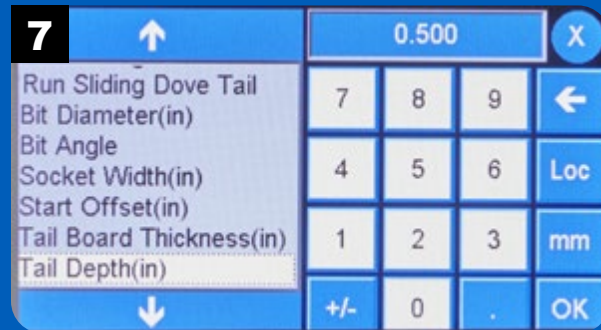 7
0.500
X
Run Sliding Dove Tail
Bit Diameter(in)
Bit Angle
Socket Width(in)
Start Offset(in)
Tail Board Thickness(in)
Tail Depth(in)
7 8 9
4 5 6 Loc
1 2 3 mm
+/- 0 . OK